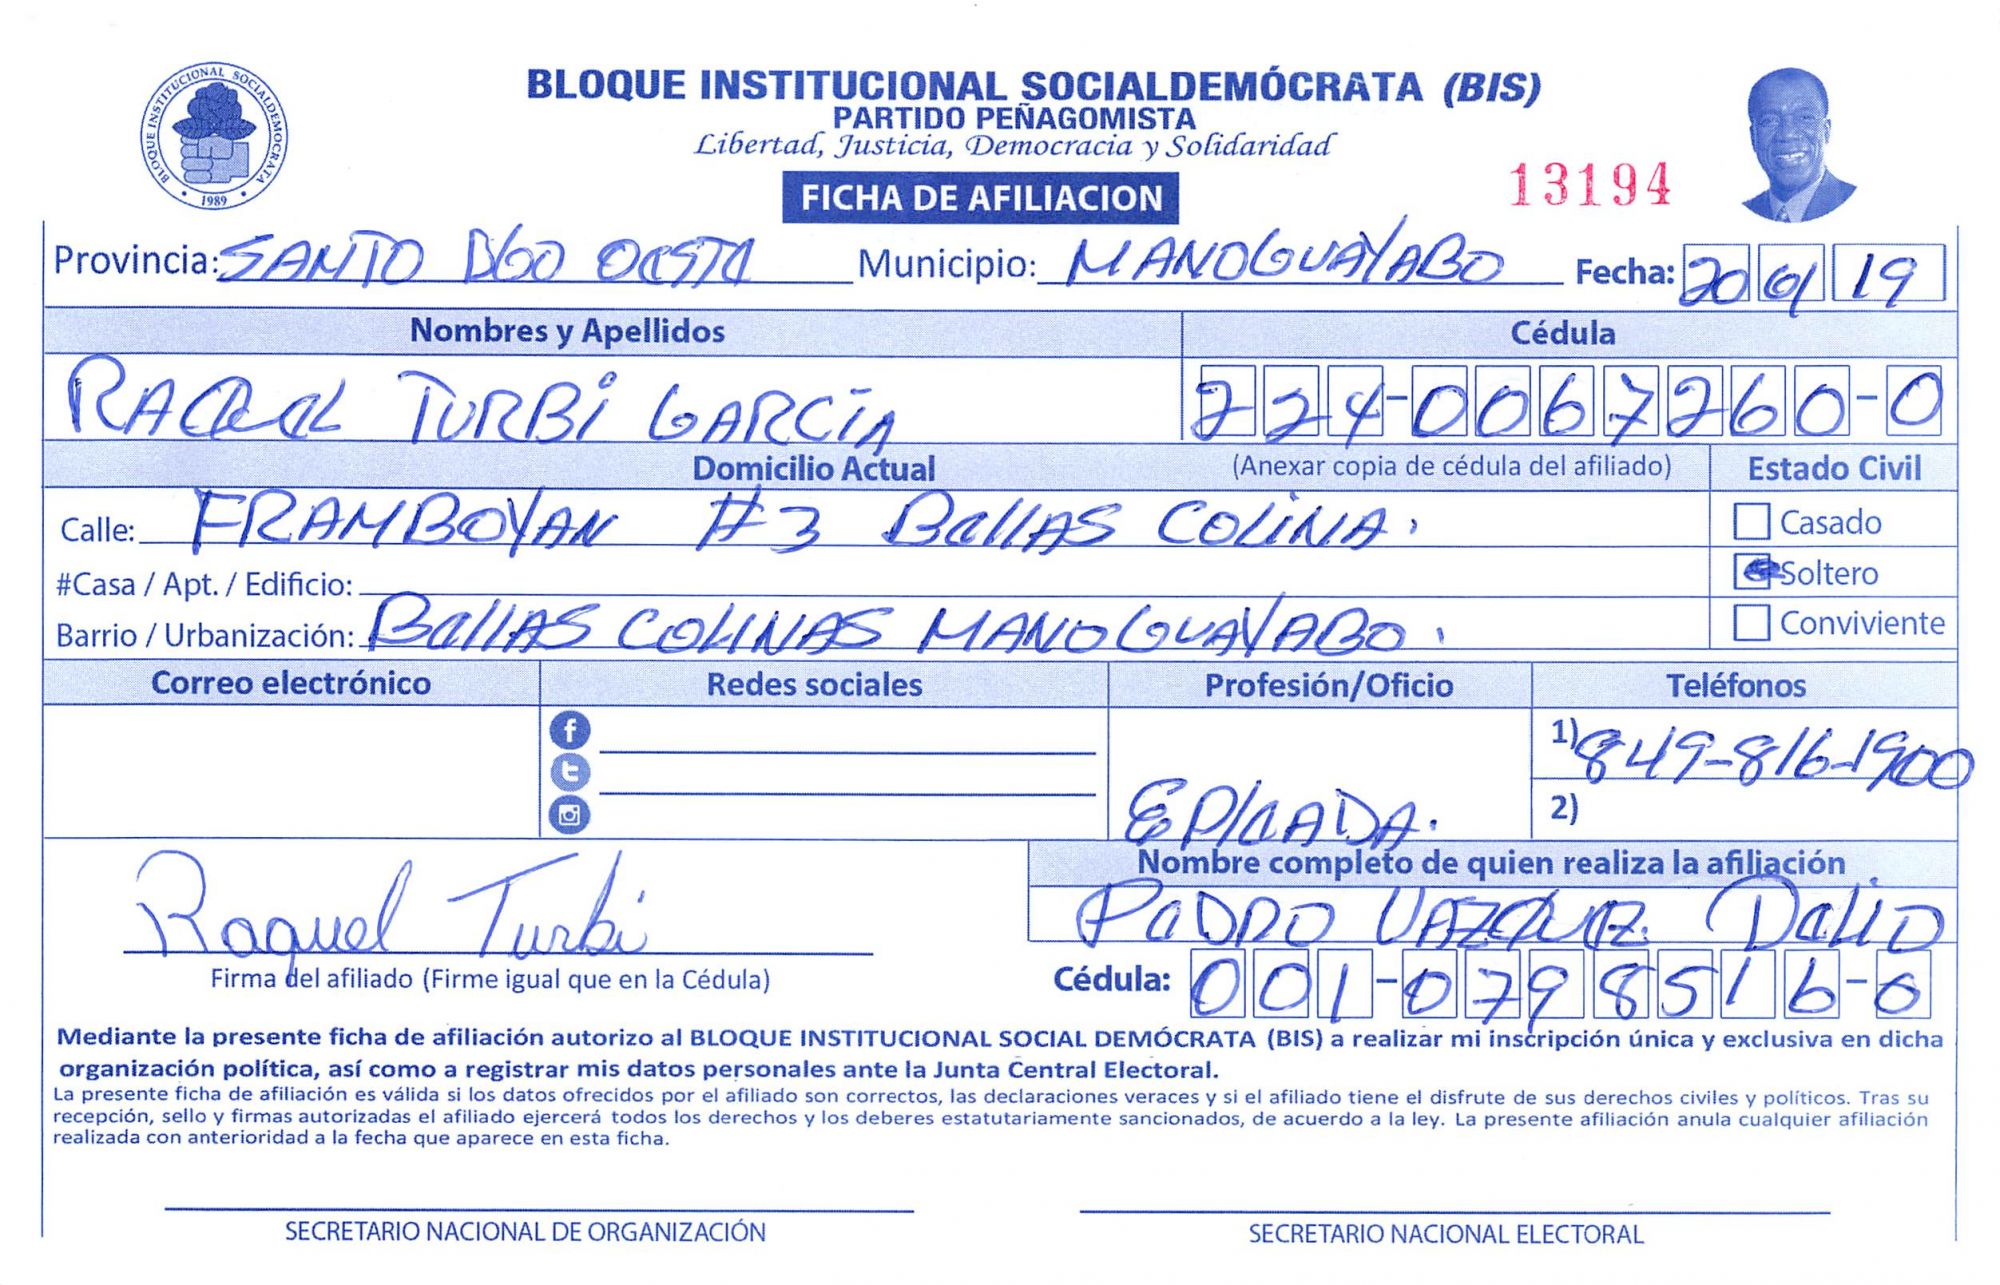 BLOQUE INSTITUCIONAL SOCIALDEMOCRATA
1989
BLOQUE INSTITUCIONAL SOCIALDEMÓCRATA (BIS)
PARTIDO PEÑAGOMISTA
Libertad, Justicia, Democracia y Solidaridad
FICHA DE AFILIACION
13194
Provincia: SANTO DGO OESTE Municipio: MANOGUAYABO Fecha: 20 01 19
Nombres y Apellidos Cédula
RAQUEL TURBI GARCIA 224-0067260-0
Domicilio Actual (Anexar copia de cédula del afiliado) Estado Civil
Calle: FRAMBOYAN #3 BellAS COLINA. Casado
#Casa / Apt. / Edificio: Soltero
Barrio / Urbanización: BellAS COLINAS MANOGUAYABO. Conviviente
Correo electrónico Redes sociales Profesión/Oficio Teléfonos
1) 849-816-1900
2)
EPlEADA.
Nombre completo de quien realiza la afiliación
PeDRO VAZQUEZ
Raquel Turbi
Firma del afiliado (Firme igual que en la Cédula) Cédula: 001-0798516-0
Mediante la presente ficha de afiliación autorizo al BLOQUE INSTITUCIONAL SOCIAL DEMÓCRATA (BIS) a realizar mi inscripción única y exclusiva en dicha
organización política, así como a registrar mis datos personales ante la Junta Central Electoral.
La presente ficha de afiliación es válida si los datos ofrecidos por el afiliado son correctos, las declaraciones veraces y si el afiliado tiene el disfrute de sus derechos civiles y políticos. Tras su
recepción, sello y firmas autorizadas el afiliado ejercerá todos los derechos y los deberes estatutariamente sancionados, de acuerdo a la ley. La presente afiliación anula cualquier afiliación
realizada con anterioridad a la fecha que aparece en esta ficha.
SECRETARIO NACIONAL DE ORGANIZACIÓN SECRETARIO NACIONAL ELECTORAL